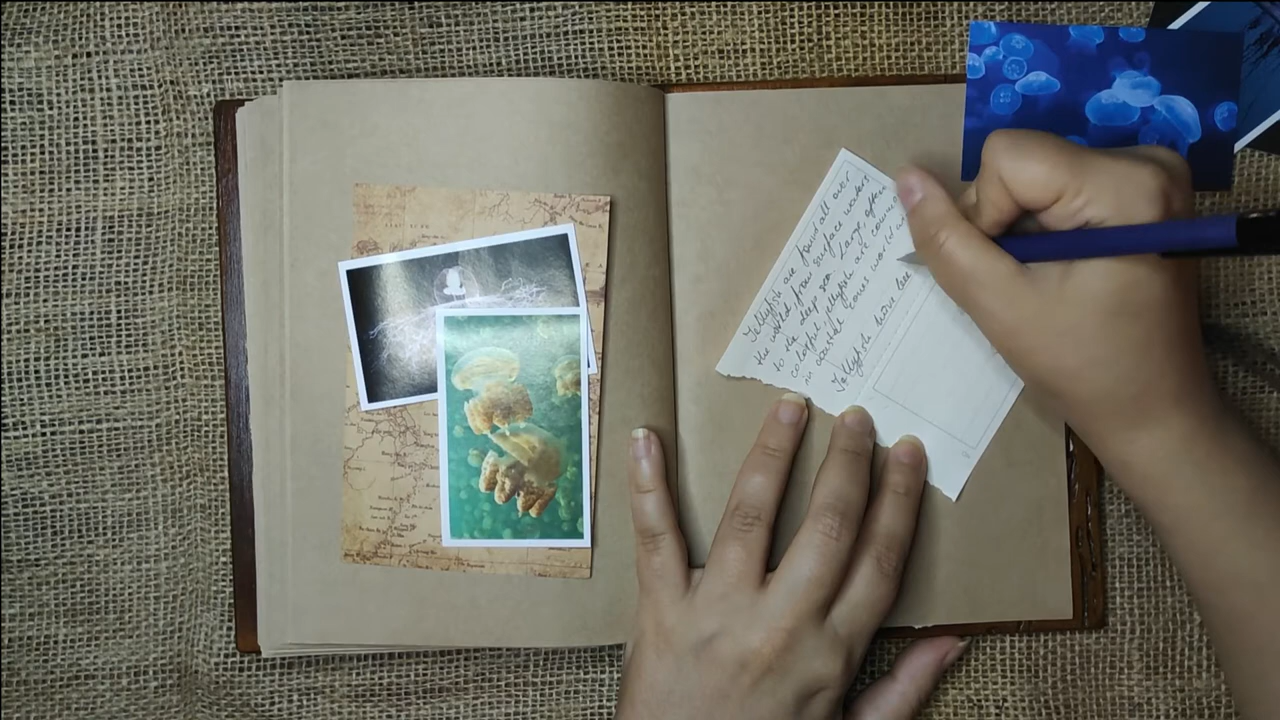 Jellyfish are found all over
the world, from surface waters
to the deep sea. Large, often
colorful, jellyfish are common
in coastal zones world w
Jellyfish have bee